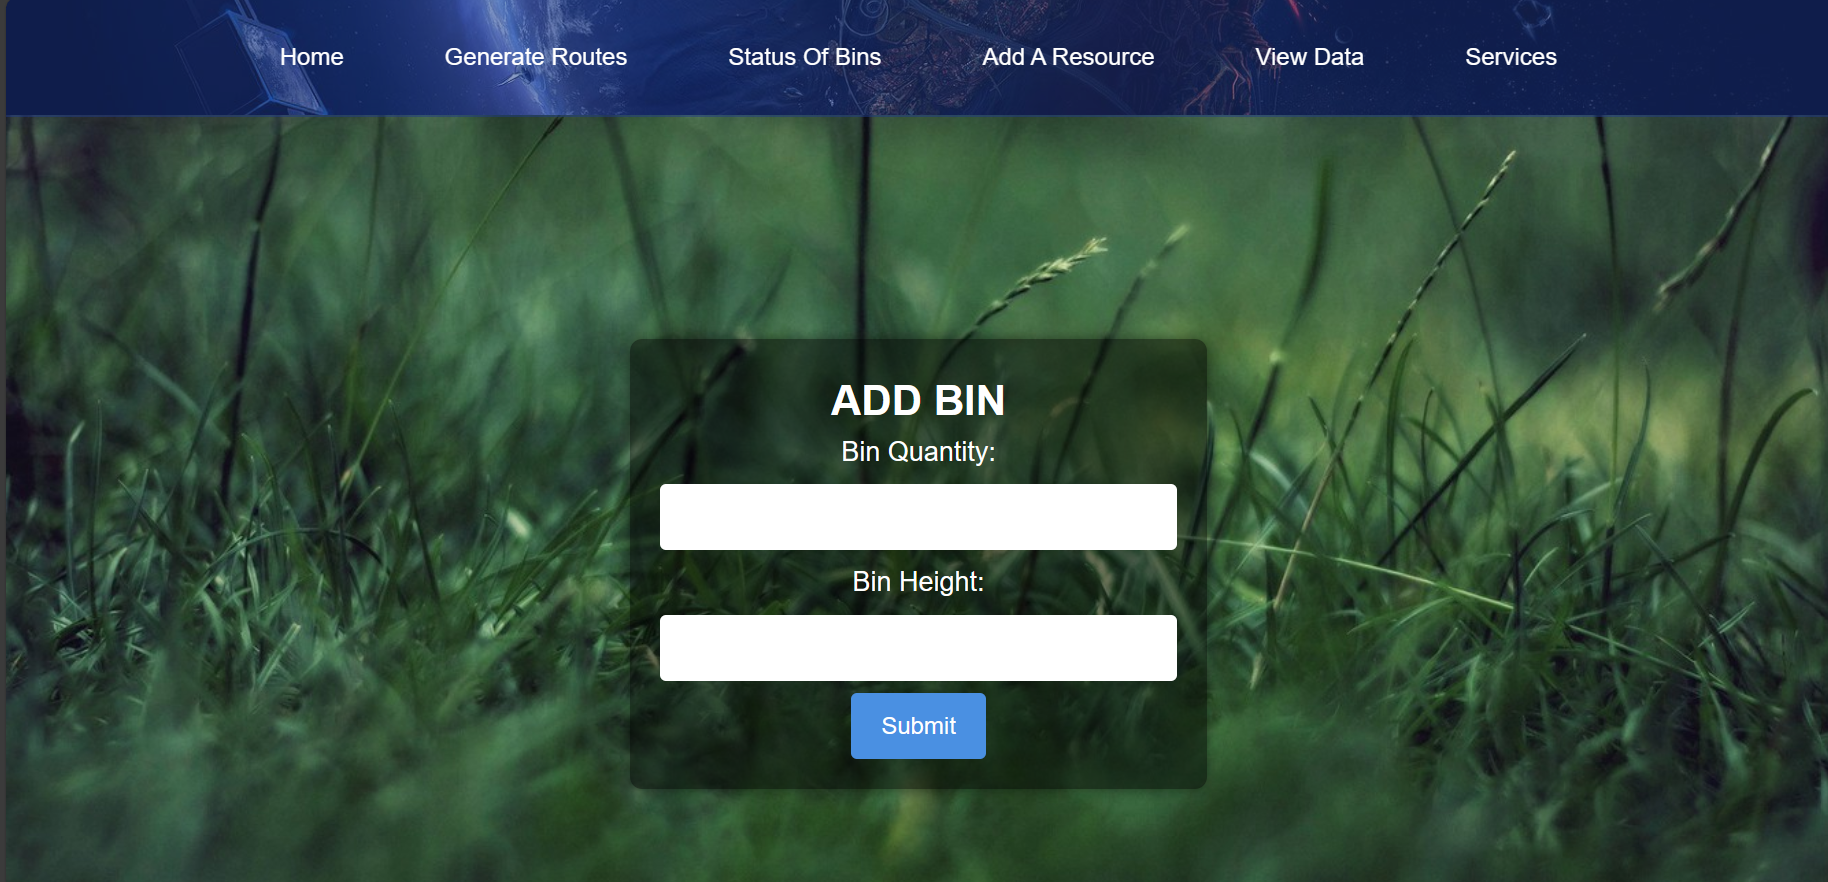 Home Generate Routes Status Of Bins Add A Resource View Data Services
ADD BIN
Bin Quantity:
Bin Height:
Submit